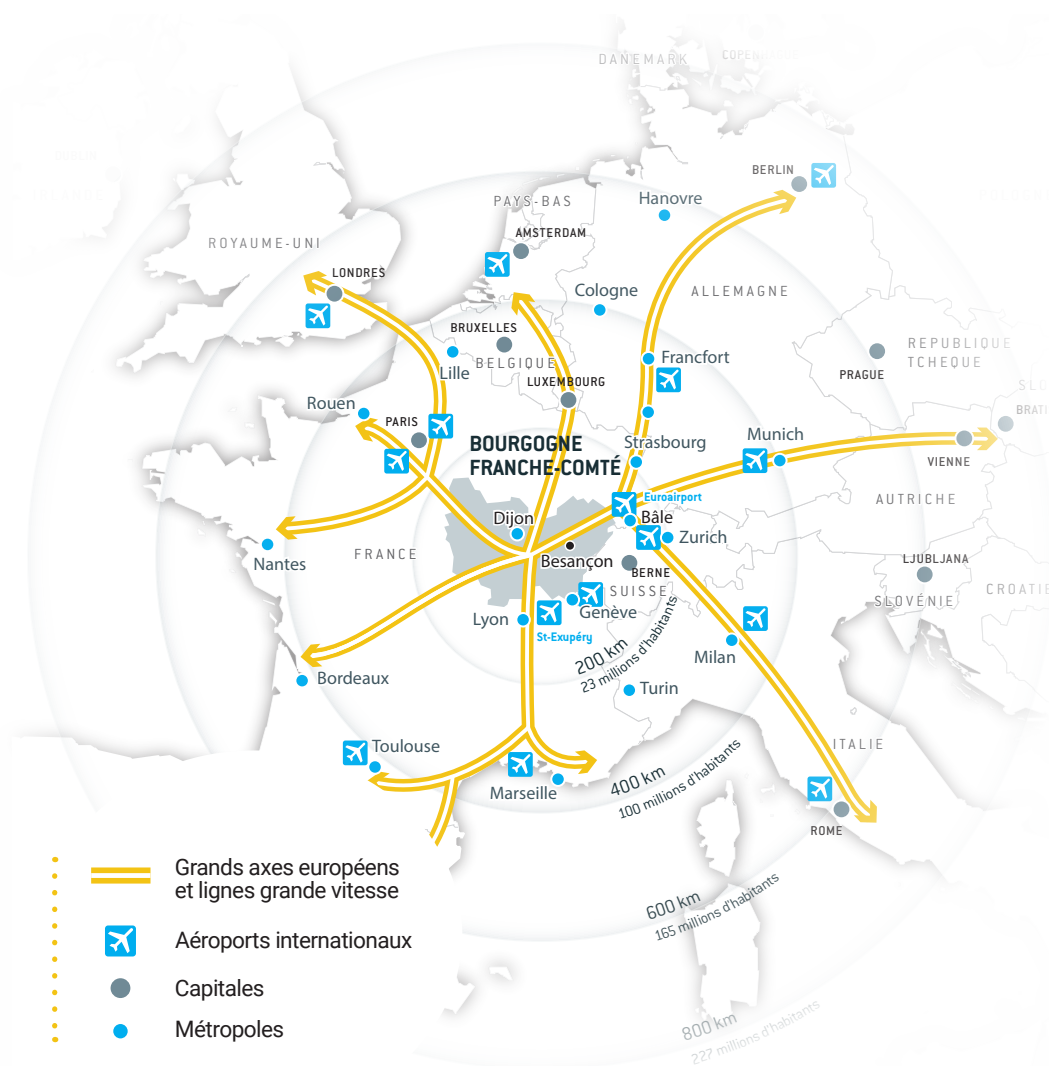 DANEMARK
BERLIN
Hanovre
PAYS-BAS
AMSTERDAM
ROYAUME-UNI
LONDRES
Cologne
ALLEMAGNE
BRUXELLES
BELGIQUE
Lille
LUXEMBOURG
Francfort
REPUBLIQUE
TCHEQUE
PRAGUE
Rouen
PARIS
BOURGOGNE
FRANCHE-COMTÉ
Strasbourg
Munich
VIENNE
Euroairport
AUTRICHE
Dijon
Bâle
Zurich
Nantes
FRANCE
Besançon
BERNE
SUISSE
LJUBLJANA
SLOVÉNIE
CROATIE
Lyon
Genève
St-Exupéry
200 km
23 millions d'habitants
Milan
Bordeaux
Turin
Toulouse
ITALIE
Marseille
400 km
100 millions d'habitants
ROME
600 km
165 millions d'habitants
800 km
227 millions d'habitants
Grands axes européens
et lignes grande vitesse
Aéroports internationaux
Capitales
Métropoles